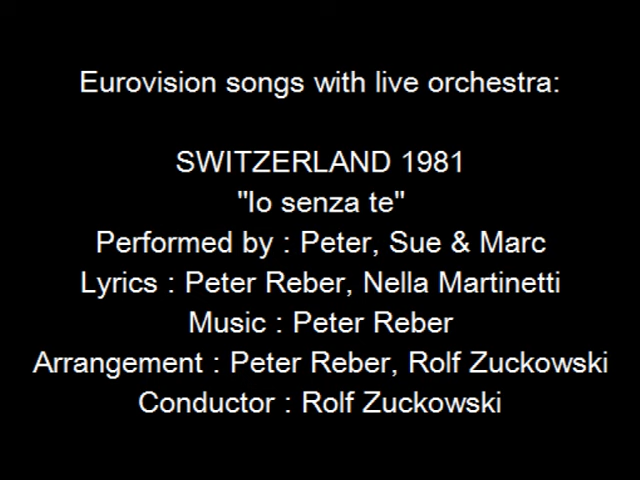 Eurovision songs with live orchestra:
SWITZERLAND 1981
"Io senza te"
Performed by : Peter, Sue & Marc
Lyrics : Peter Reber, Nella Martinetti
Music : Peter Reber
Arrangement : Peter Reber, Rolf Zuckowski
Conductor : Rolf Zuckowski